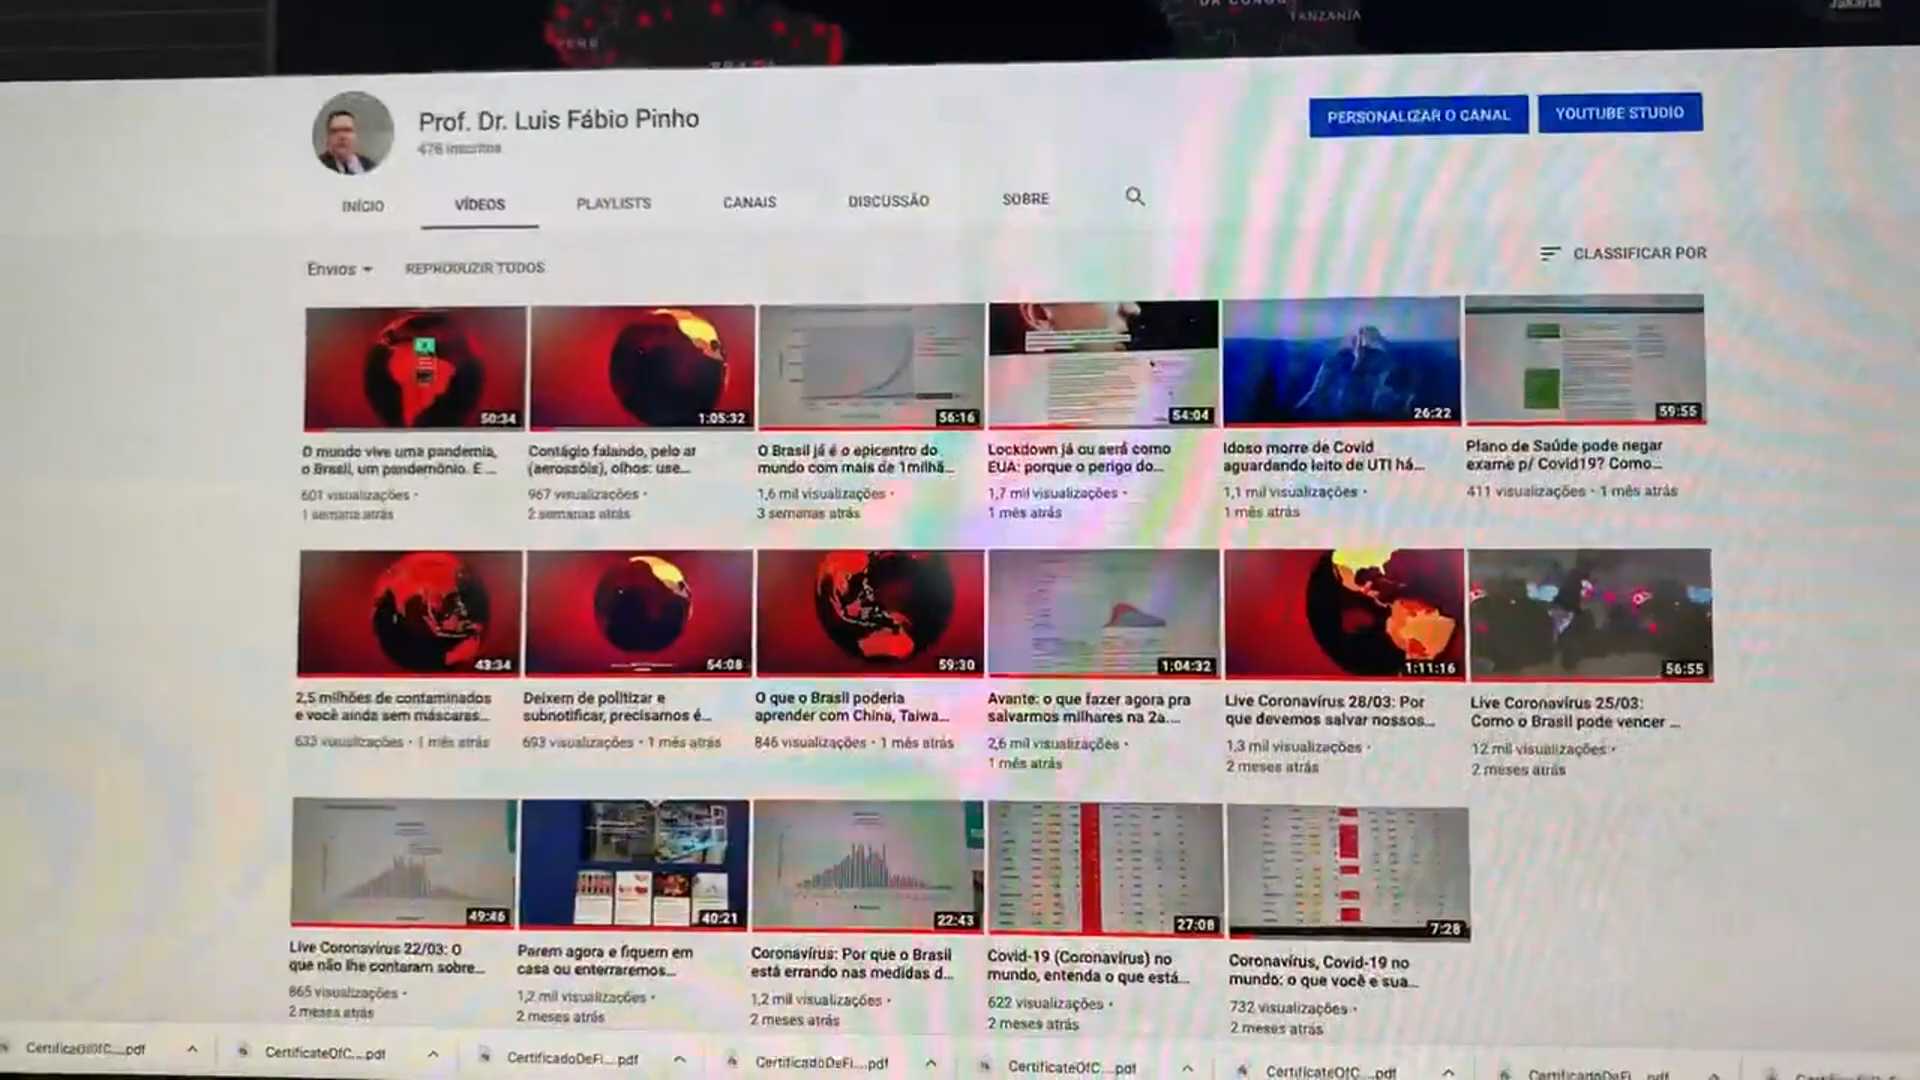 TANZANIA
Jakarta
Prof. Dr. Luis Fábio Pinho
476 inscritos
PERSONALIZAR O CANAL
YOUTUBE STUDIO
INÍCIO
VÍDEOS
PLAYLISTS
CANAIS
DISCUSSÃO
SOBRE
Envios
REPRODUZIR TODOS
CLASSIFICAR POR
50:34
1:05:32
56:16
54:04
26:22
59:55
O mundo vive uma pandemia,
o Brasil, um pandemônio. E ...
601 visualizações •
1 semana atrás
Contágio falando, pelo ar
(aerossóis), olhos: use...
967 visualizações •
2 semanas atrás
O Brasil já é o epicentro do
mundo com mais de 1milhã...
1,6 mil visualizações •
3 semanas atrás
Lockdown já ou será como
EUA: porque o perigo do...
1,7 mil visualizações •
1 mês atrás
Idoso morre de Covid
aguardando leito de UTI há...
1,1 mil visualizações •
1 mês atrás
Plano de Saúde pode negar
exame p/ Covid19? Como...
411 visualizações • 1 mês atrás
43:34
54:08
59:30
1:04:32
1:11:16
56:55
2,5 milhões de contaminados
e você ainda sem máscaras...
633 visualizações • 1 mês atrás
Deixem de politizar e
subnotificar, precisamos é...
693 visualizações • 1 mês atrás
O que o Brasil poderia
aprender com China, Taiwa...
846 visualizações • 1 mês atrás
Avante: o que fazer agora pra
salvarmos milhares na 2a....
2,6 mil visualizações •
1 mês atrás
Live Coronavírus 28/03: Por
que devemos salvar nossos...
1,3 mil visualizações •
2 meses atrás
Live Coronavírus 25/03:
Como o Brasil pode vencer ...
12 mil visualizações •
2 meses atrás
49:46
40:21
22:43
27:08
7:28
Live Coronavírus 22/03: O
que não lhe contaram sobre...
865 visualizações •
2 meses atrás
Parem agora e fiquem em
casa ou enterraremos...
1,2 mil visualizações •
2 meses atrás
Coronavírus: Por que o Brasil
está errando nas medidas d...
1,2 mil visualizações •
2 meses atrás
Covid-19 (Coronavírus) no
mundo, entenda o que está...
622 visualizações •
2 meses atrás
Coronavírus, Covid-19 no
mundo: o que você e sua...
732 visualizações •
2 meses atrás
CertificateOfC....pdf
CertificadoDeFi....pdf
CertificadoDeFi....pdf
CertificateOfC....pdf
CertificateOfC....pdf
CertificadoDeFi....pdf